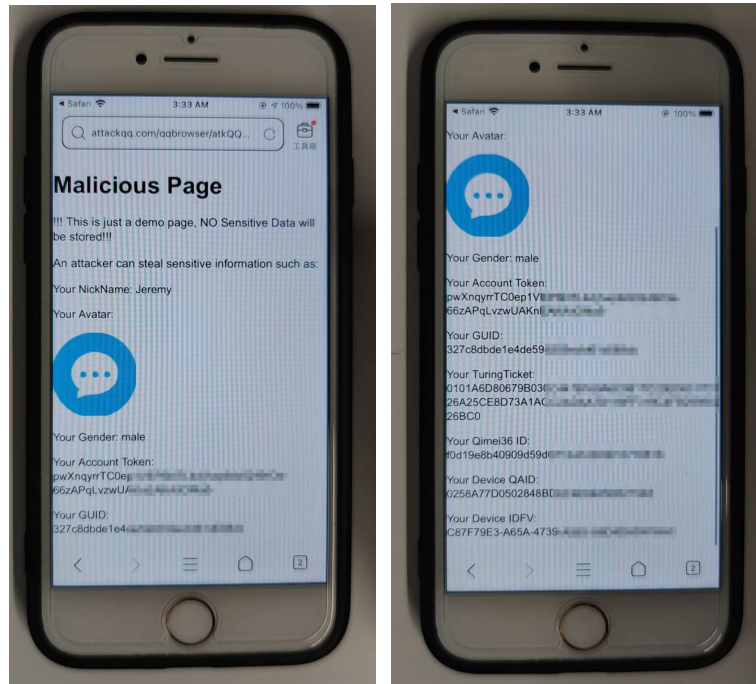 ◀ Safari
3:33 AM
100%
attackqq.com/qqbrowser/atkQQ...
工具箱
Malicious Page
!!! This is just a demo page, NO Sensitive Data will
be stored!!!
An attacker can steal sensitive information such as:
Your NickName: Jeremy
Your Avatar:
Your Gender: male
Your Account Token:
pwXnqyrrTC0ep
66zAPqLvzwUA
Your GUID:
327c8dbde1e4
2
◀ Safari
3:33 AM
100%
Your Avatar:
Your Gender: male
Your Account Token:
pwXnqyrrTC0ep1V
66zAPqLvzwUAKn
Your GUID:
327c8dbde1e4de59
Your TuringTicket:
0101A6D80679B030
26A25CE8D73A1A
26BC0
Your Qimei36 ID:
f0d19e8b40909d59d
Your Device QAID:
0258A77D0502848B
Your Device IDFV:
C87F79E3-A65A-4739
2